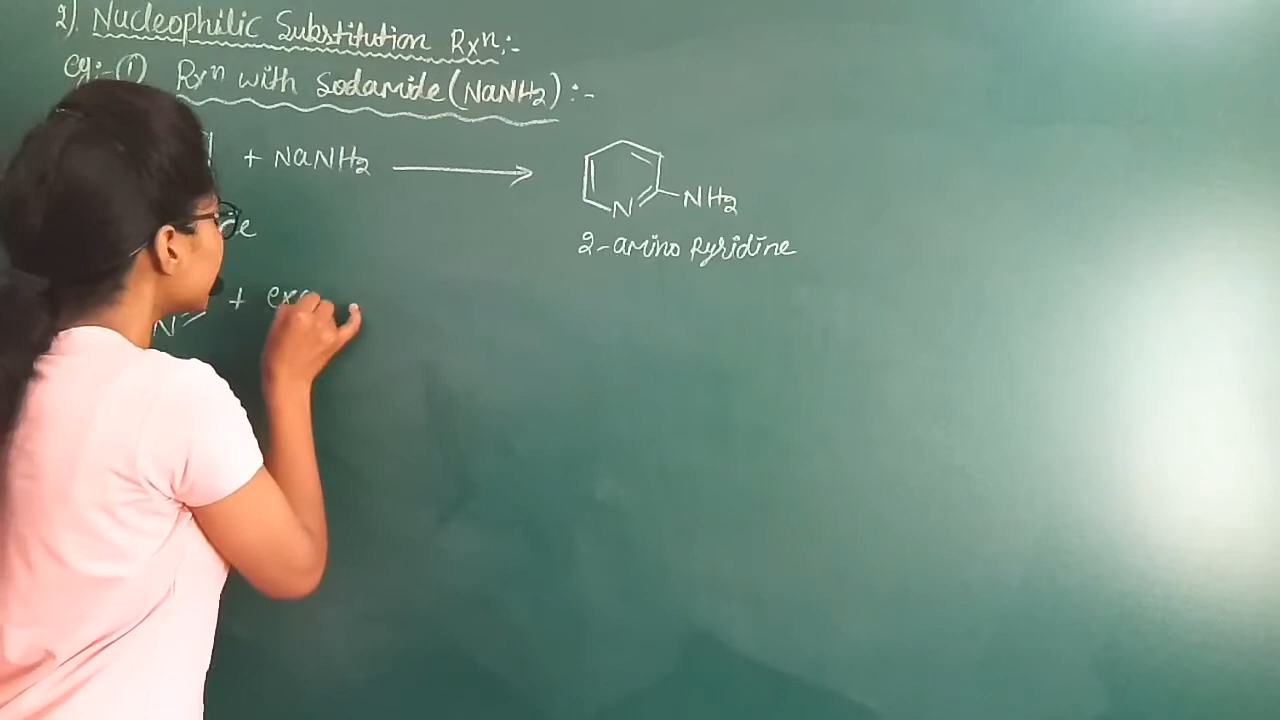 2). Nucleophilic Substitution Rxⁿ:-
eg:-(1) Rxⁿ with Sodamide (NaNH₂) :-
+ NaNH₂ ⟶ N NH₂
2-amino Pyridine
N +